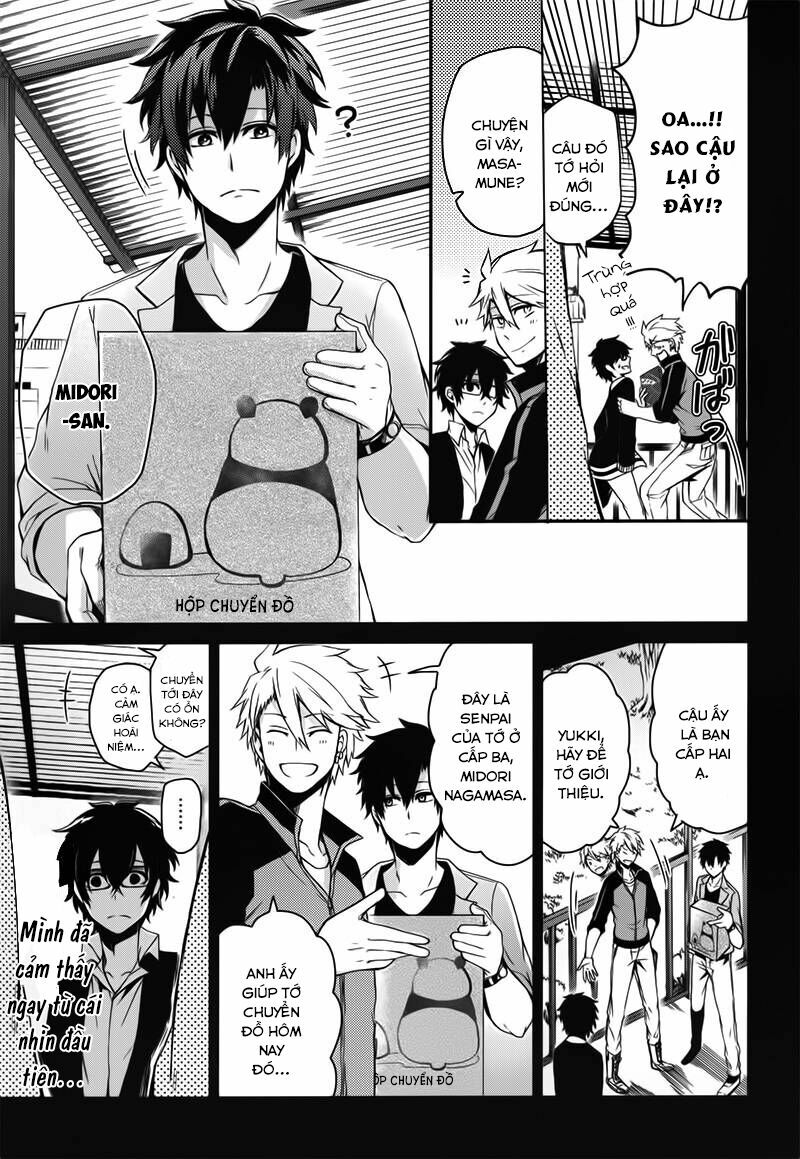 OA...!!
SAO CẬU
LẠI Ở
ĐÂY!?
CÂU ĐÓ
TỚ HỎI
MỚI
ĐÚNG...
Trùng
hợp
quá
!!!
がばっ
CHUYỆN
GÌ VẬY,
MASA-
MUNE?
?
MIDORI
-SAN.
HỘP CHUYỂN ĐỒ
CẬU ẤY
LÀ BẠN
CẤP HAI
Ạ.
YUKKI,
HÃY ĐỂ
TỚ GIỚI
THIỆU.
ĐÂY LÀ
SENPAI
CỦA TỚ Ở
CẤP BA,
MIDORI
NAGAMASA.
ANH ẤY
GIÚP TỚ
CHUYỂN
ĐỒ HÔM
NAY
ĐÓ...
HỘP CHUYỂN ĐỒ
CHUYỂN
TỚI ĐÂY
CÓ ỔN
KHÔNG?
CÓ Ạ.
CẢM
GIÁC
HOÀI
NIỆM...
......
Mình đã
cảm thấy
ngay từ cái
nhìn đầu
tiên...